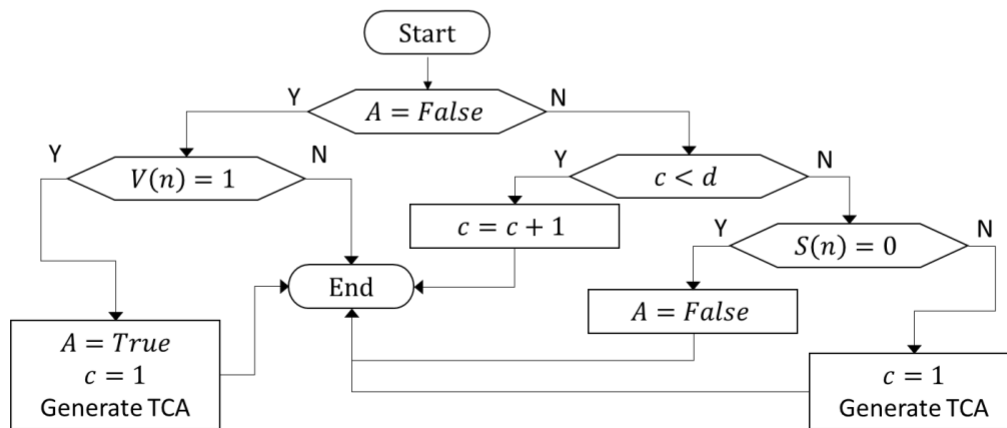 Start
Y
A = False
N
Y
V(n) = 1
N
Y
c < d
N
c = c + 1
Y
S(n) = 0
N
End
A = False
A = True
c = 1
Generate TCA
c = 1
Generate TCA